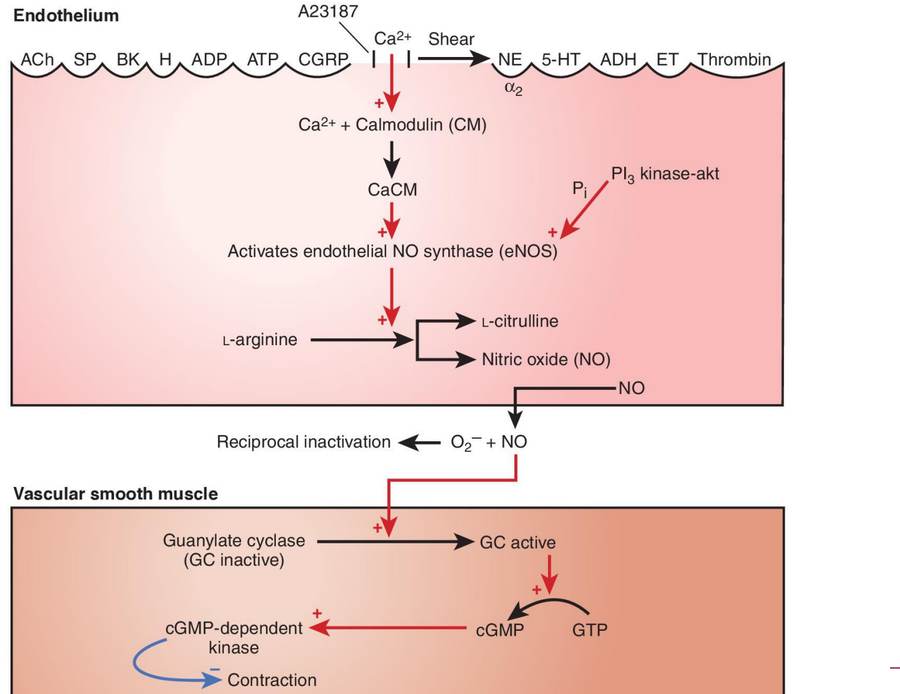 Endothelium
A23187
Ca²⁺
Shear
ACh SP BK H ADP ATP CGRP NE 5-HT ADH ET Thrombin
α₂
+
Ca²⁺ + Calmodulin (CM)
PI₃ kinase-akt
Pᵢ
CaCM
+ +
Activates endothelial NO synthase (eNOS)
+
L-citrulline
L-arginine
Nitric oxide (NO)
NO
Reciprocal inactivation O₂⁻ + NO
Vascular smooth muscle
+
Guanylate cyclase
(GC inactive)
GC active
+
+
cGMP-dependent
kinase
cGMP GTP
−
Contraction